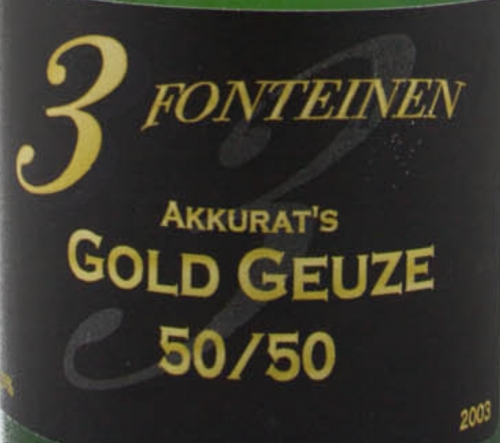 3 FONTEINEN
AKKURAT'S
GOLD GEUZE
50/50
2003